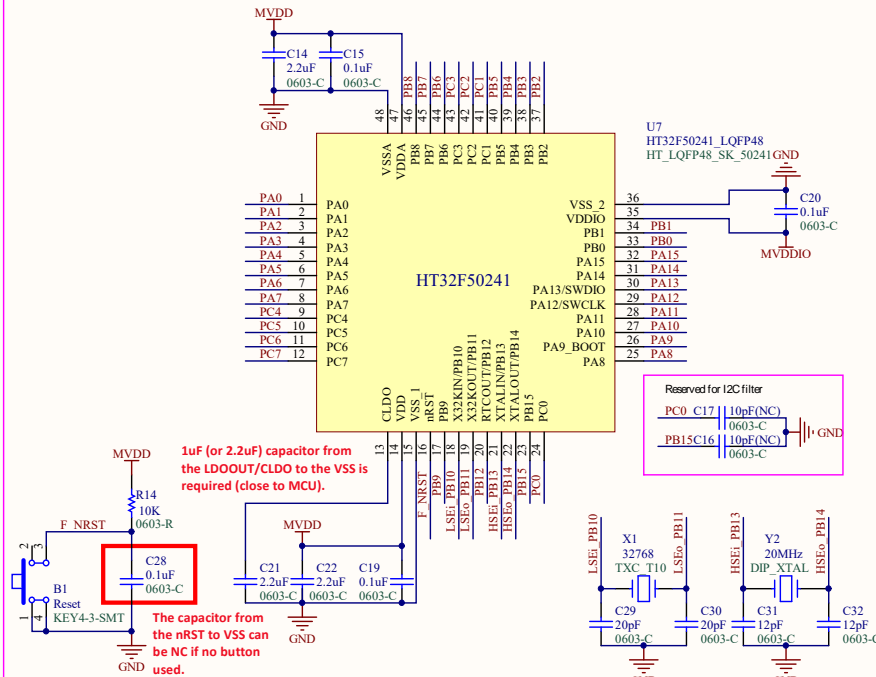 MVDD
C14
2.2uF
0603-C
C15
0.1uF
0603-C
GND
PB8
PB7
PB6
PC3
PC2
PC1
PB5
PB4
PB3
PB2
48
47
46
45
44
43
42
41
40
39
38
37
VSSA
VDDA
PB8
PB7
PB6
PC3
PC2
PC1
PB5
PB4
PB3
PB2
U7
HT32F50241_LQFP48
HT_LQFP48_SK_50241
GND
C20
0.1uF
0603-C
MVDDIO
PA0 1 PA0
PA1 2 PA1
PA2 3 PA2
PA3 4 PA3
PA4 5 PA4
PA5 6 PA5
PA6 7 PA6
PA7 8 PA7
PC4 9 PC4
PC5 10 PC5
PC6 11 PC6
PC7 12 PC7
HT32F50241
VSS_2 36
VDDIO 35
PB1 34 PB1
PB0 33 PB0
PA15 32 PA15
PA14 31 PA14
PA13/SWDIO 30 PA13
PA12/SWCLK 29 PA12
PA11 28 PA11
PA10 27 PA10
PA9_BOOT 26 PA9
PA8 25 PA8
CLDO
VDD
VSS_1
nRST
PB9
X32KIN/PB10
X32KOUT/PB11
RTCOUT/PB12
XTALIN/PB13
XTALOUT/PB14
PB15
PC0
13
14
15
16
17
18
19
20
21
22
23
24
F_NRST
PB9
LSEi_PB10
LSEo_PB11
PB12
HSEi_PB13
HSEo_PB14
PB15
PC0
Reserved for I2C filter
PC0 C17 10pF(NC)
0603-C
PB15 C16 10pF(NC)
0603-C
GND
1uF (or 2.2uF) capacitor from
the LDOOUT/CLDO to the VSS is
required (close to MCU).
MVDD
R14
10K
0603-R
F_NRST
2
3
C28
0.1uF
0603-C
B1
Reset
KEY4-3-SMT
1
4
GND
The capacitor from
the nRST to VSS can
be NC if no button
used.
MVDD
C21
2.2uF
0603-C
C22
2.2uF
0603-C
C19
0.1uF
0603-C
GND
LSEi_PB10
X1
32768
TXC_T10
LSEo_PB11
C29
20pF
0603-C
C30
20pF
0603-C
HSEi_PB13
Y2
20MHz
DIP_XTAL
HSEo_PB14
C31
12pF
0603-C
C32
12pF
0603-C